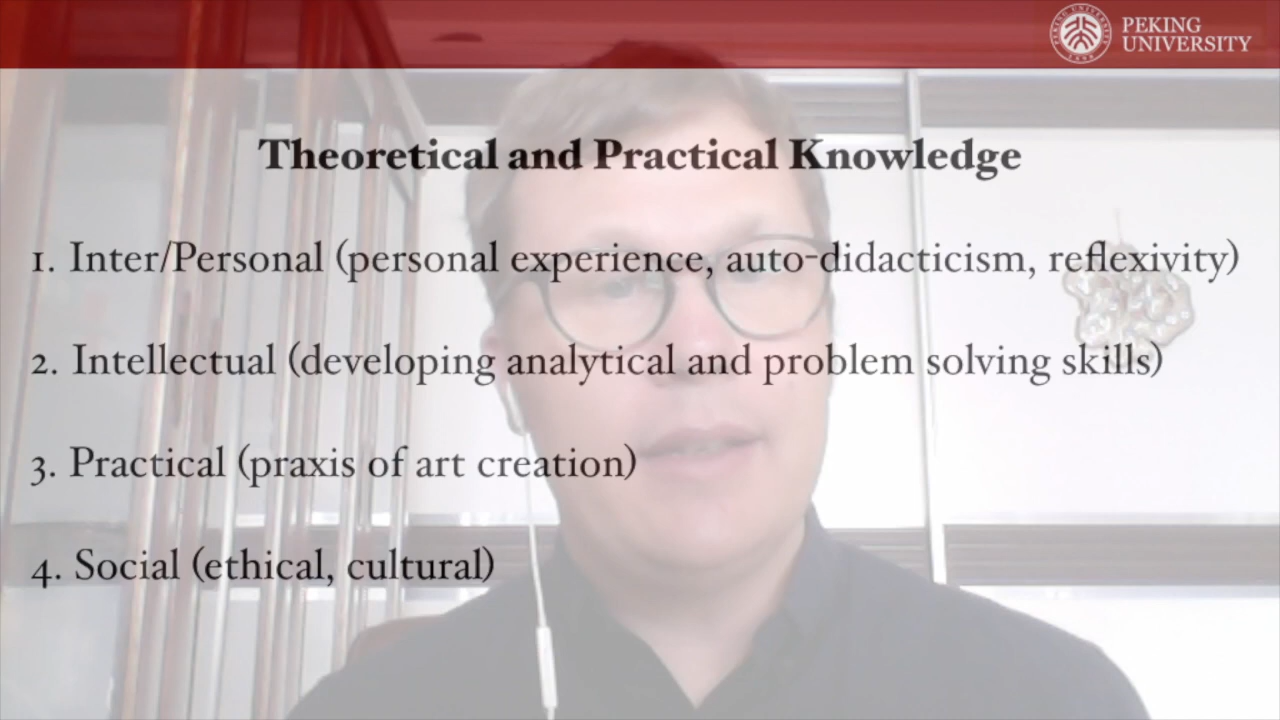 PEKING
UNIVERSITY
Theoretical and Practical Knowledge
1. Inter/Personal (personal experience, auto-didacticism, reflexivity)
2. Intellectual (developing analytical and problem solving skills)
3. Practical (praxis of art creation)
4. Social (ethical, cultural)